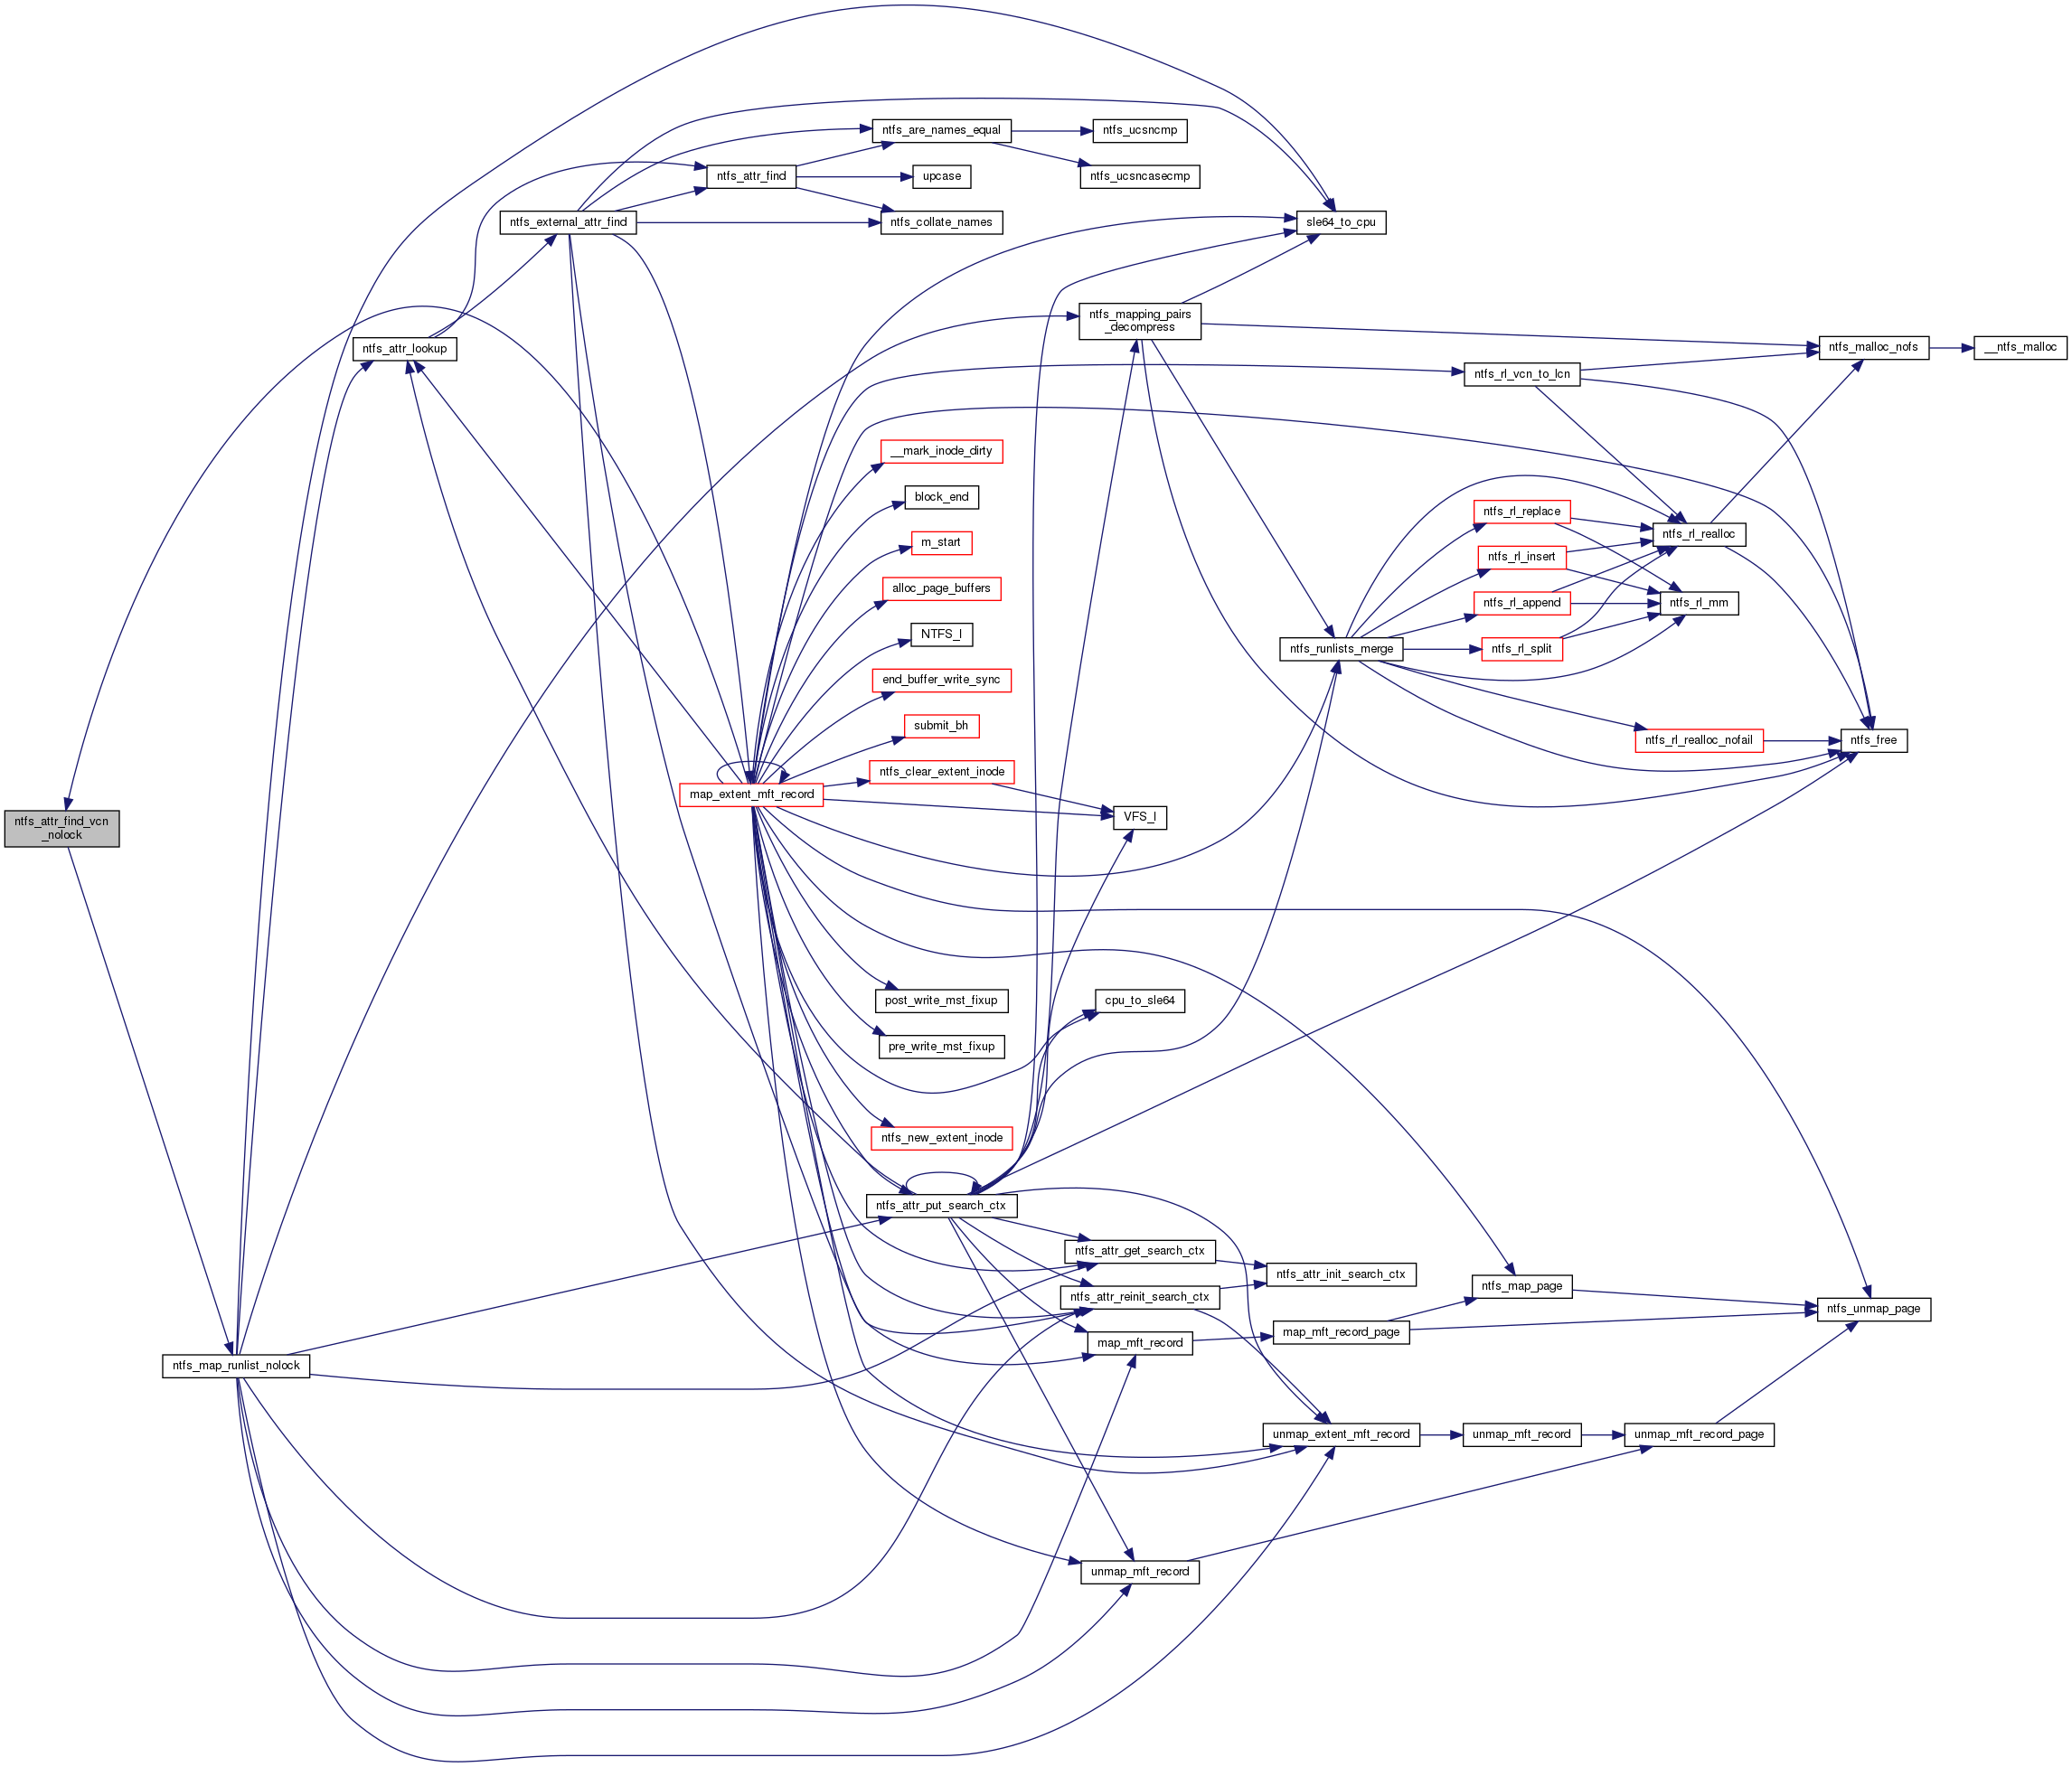 ntfs_are_names_equal
ntfs_ucsncmp
ntfs_attr_find
upcase
ntfs_ucsncasecmp
ntfs_external_attr_find
ntfs_collate_names
sle64_to_cpu
ntfs_mapping_pairs
_decompress
ntfs_attr_lookup
ntfs_malloc_nofs
__ntfs_malloc
ntfs_rl_vcn_to_lcn
__mark_inode_dirty
block_end
ntfs_rl_replace
m_start
ntfs_rl_realloc
ntfs_rl_insert
alloc_page_buffers
ntfs_rl_append
ntfs_rl_mm
NTFS_I
ntfs_runlists_merge
ntfs_rl_split
end_buffer_write_sync
submit_bh
ntfs_rl_realloc_nofail
ntfs_free
ntfs_clear_extent_inode
map_extent_mft_record
VFS_I
ntfs_attr_find_vcn
_nolock
post_write_mst_fixup
cpu_to_sle64
pre_write_mst_fixup
ntfs_new_extent_inode
ntfs_attr_put_search_ctx
ntfs_attr_get_search_ctx
ntfs_attr_init_search_ctx
ntfs_map_page
ntfs_attr_reinit_search_ctx
ntfs_unmap_page
map_mft_record
map_mft_record_page
ntfs_map_runlist_nolock
unmap_extent_mft_record
unmap_mft_record
unmap_mft_record_page
unmap_mft_record